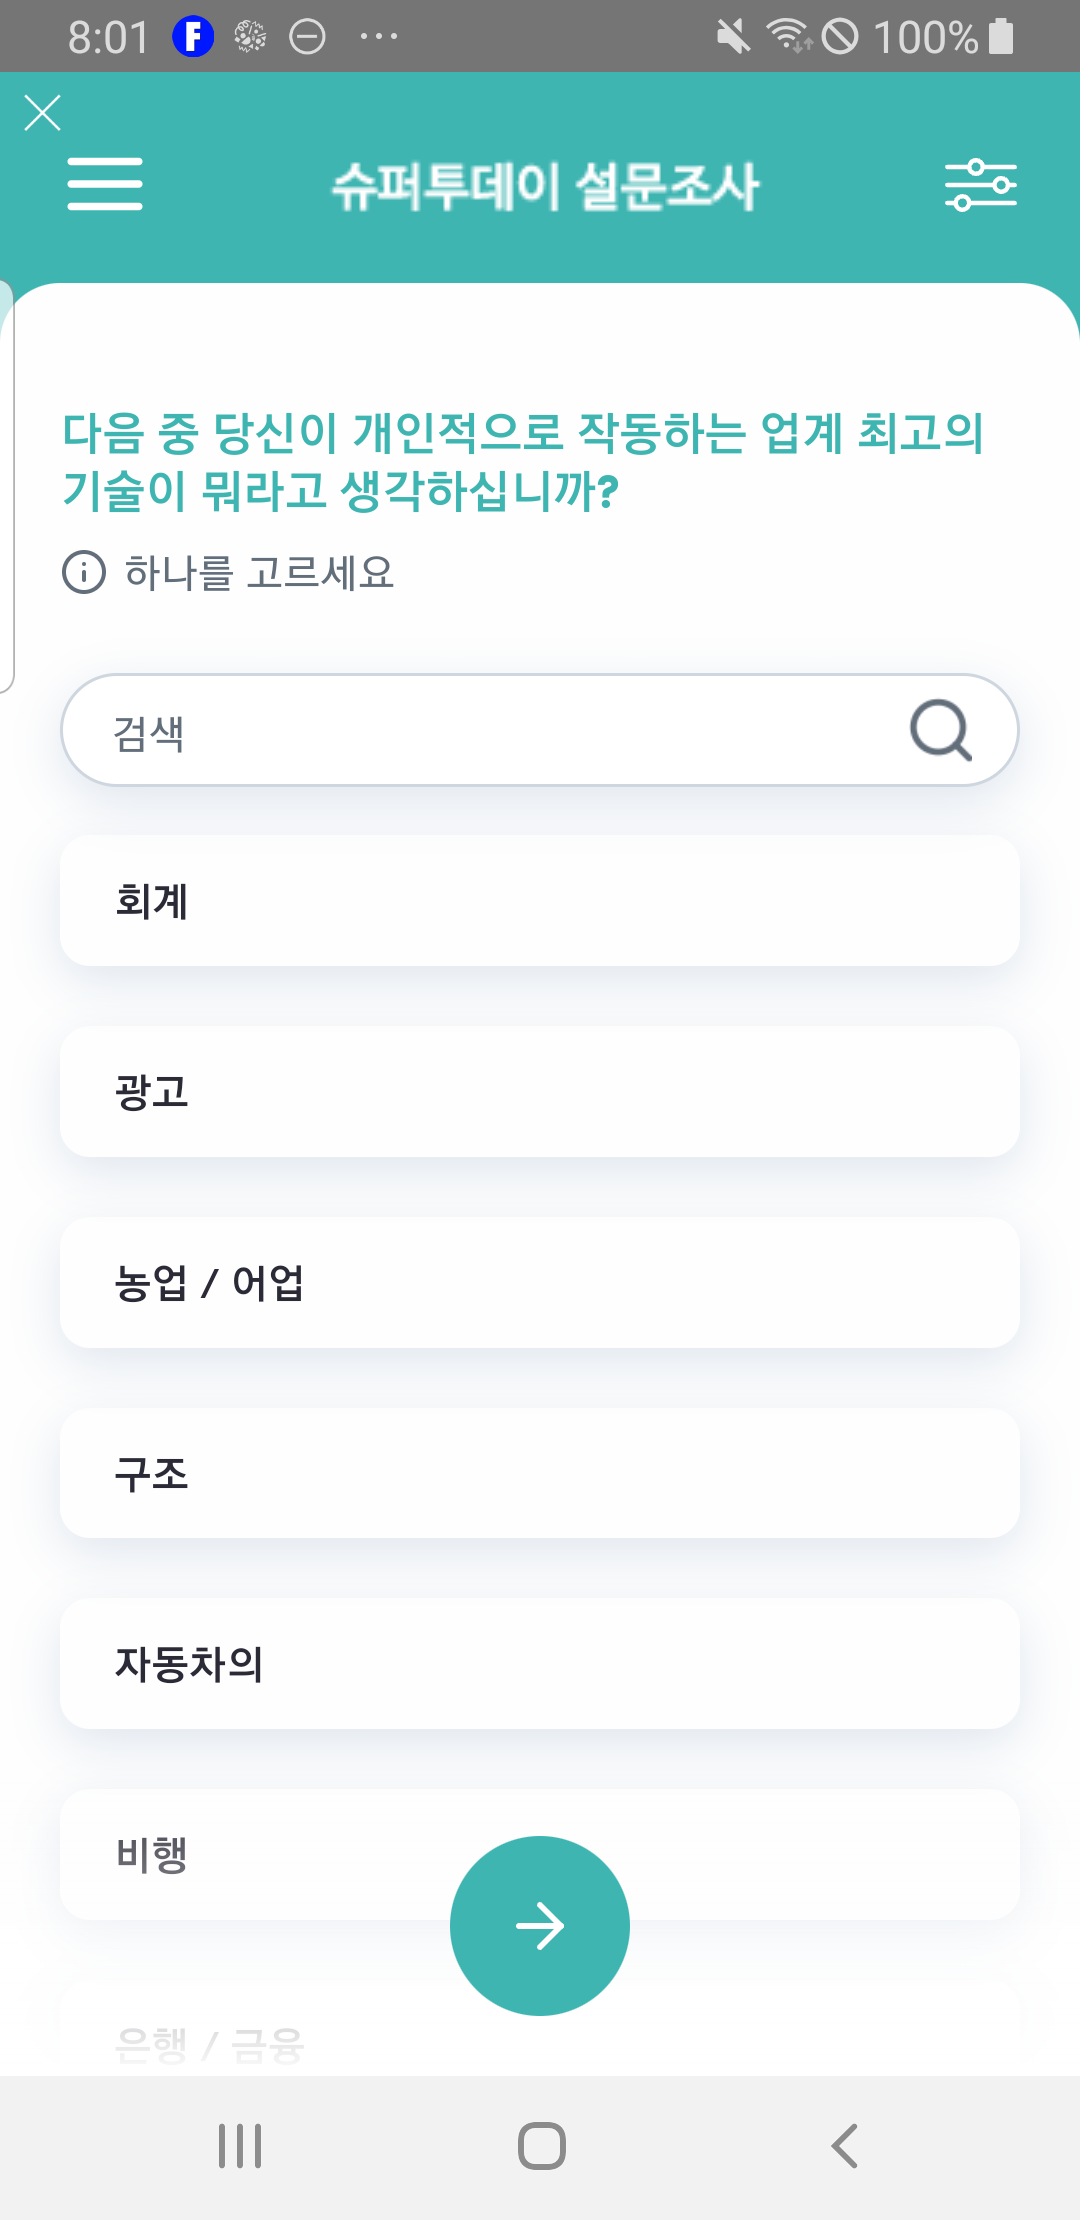 8:01
100%
슈퍼투데이 설문조사
다음 중 당신이 개인적으로 작동하는 업계 최고의
기술이 뭐라고 생각하십니까?
하나를 고르세요
검색
회계
광고
농업 / 어업
구조
자동차의
비행
은행 / 금융